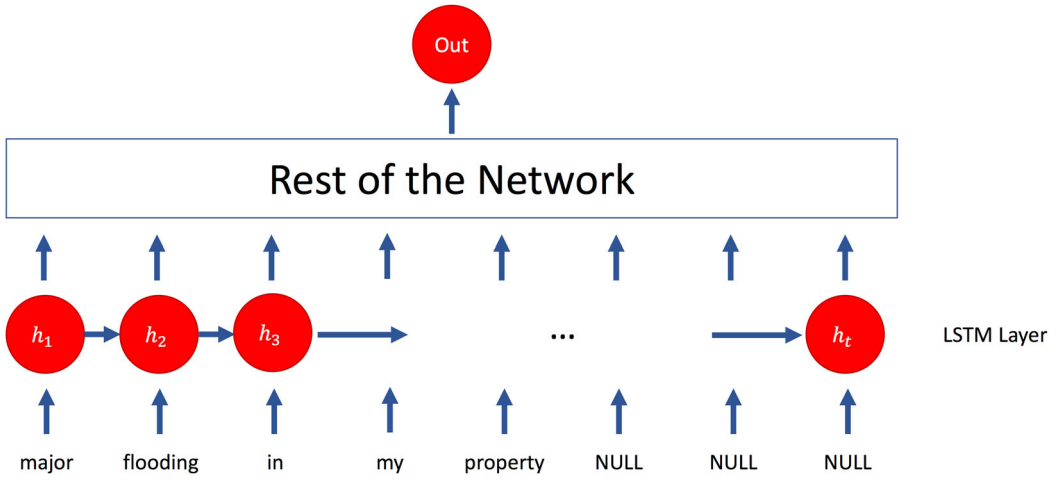 Out
Rest of the Network
h₁ h₂ h₃ ... hₜ LSTM Layer
major flooding in my property NULL NULL NULL